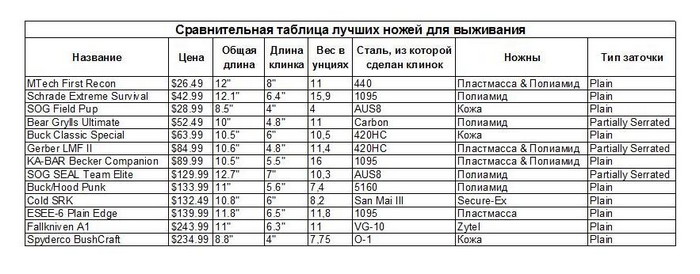 Сравнительная таблица лучших ножей для выживания
Название Цена Общая длина Длина клинка Вес в унциях Сталь, из которой сделан клинок Ножны Тип заточки
MTech First Recon $26.49 12" 8" 11 440 Пластмасса & Полиамид Plain
Schrade Extreme Survival $42.99 12.1" 6.4" 15,9 1095 Полиамид Plain
SOG Field Pup $28.99 8.5" 4" 4 AUS8 Кожа Plain
Bear Grylls Ultimate $52.49 10" 4.8" 11 Carbon Полиамид Partially Serrated
Buck Classic Special $63.99 10.5" 6" 10,5 420HC Кожа Plain
Gerber LMF II $84.99 10.6" 4.8" 11,4 420HC Пластмасса & Полиамид Plain
KA-BAR Becker Companion $89.99 10.5" 5.5" 16 1095 Пластмасса & Полиамид Plain
SOG SEAL Team Elite $129.99 12.7" 7" 10,3 AUS8 Полиамид Partially Serrated
Buck/Hood Punk $133.99 11" 5.6" 7,4 5160 Полиамид Plain
Cold SRK $132.49 10.8" 6" 8,2 San Mai III Secure-Ex Plain
ESEE-6 Plain Edge $139.99 11.8" 6.5" 11,8 1095 Пластмасса Plain
Fallkniven A1 $243.99 11" 6.3" 11 VG-10 Zytel Plain
Spyderco BushCraft $234.99 8.8" 4" 7,75 O-1 Кожа Plain